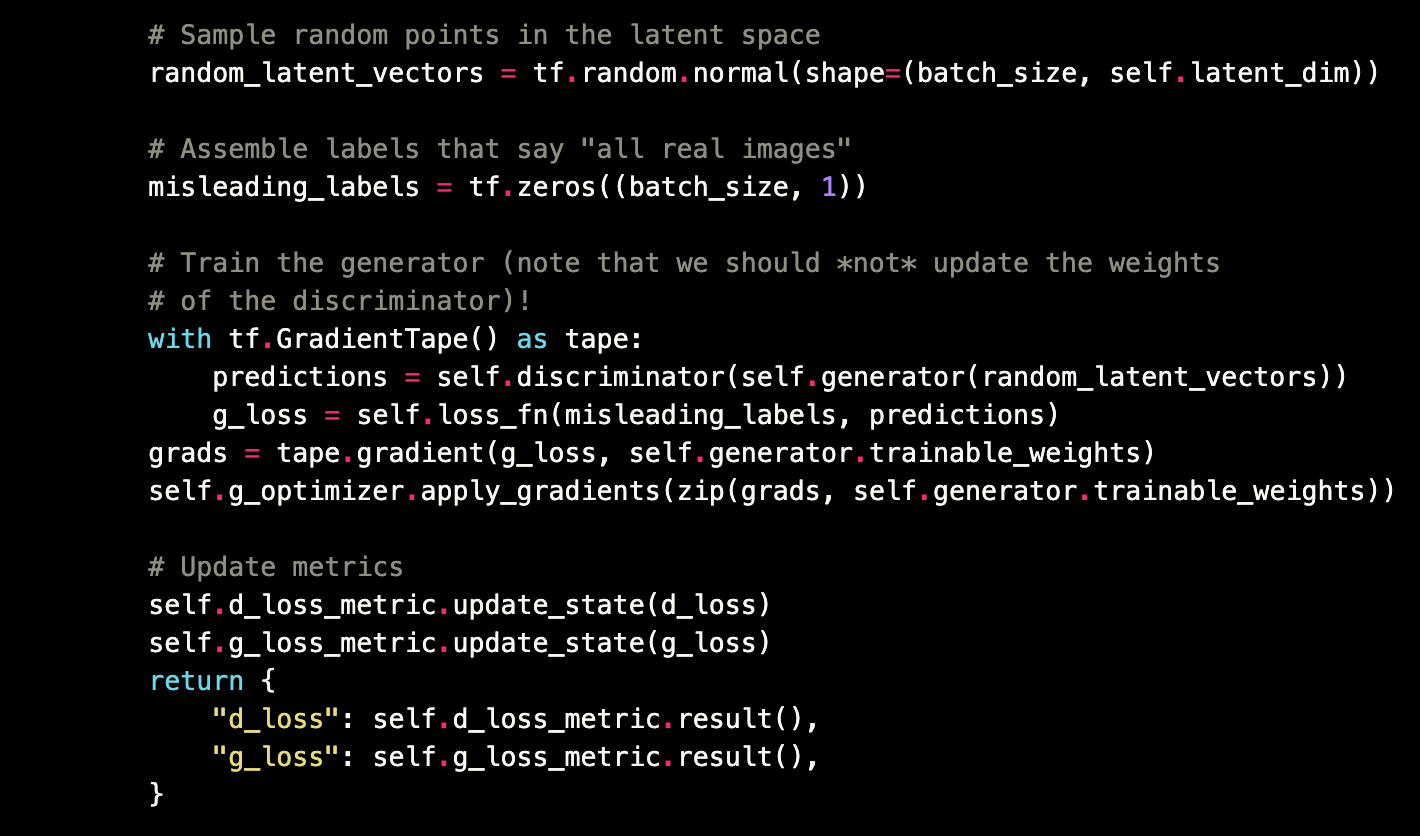 # Sample random points in the latent space
random_latent_vectors = tf.random.normal(shape=(batch_size, self.latent_dim))
# Assemble labels that say "all real images"
misleading_labels = tf.zeros((batch_size, 1))
# Train the generator (note that we should *not* update the weights
# of the discriminator)!
with tf.GradientTape() as tape:
    predictions = self.discriminator(self.generator(random_latent_vectors))
    g_loss = self.loss_fn(misleading_labels, predictions)
grads = tape.gradient(g_loss, self.generator.trainable_weights)
self.g_optimizer.apply_gradients(zip(grads, self.generator.trainable_weights))
# Update metrics
self.d_loss_metric.update_state(d_loss)
self.g_loss_metric.update_state(g_loss)
return {
    "d_loss": self.d_loss_metric.result(),
    "g_loss": self.g_loss_metric.result(),
}